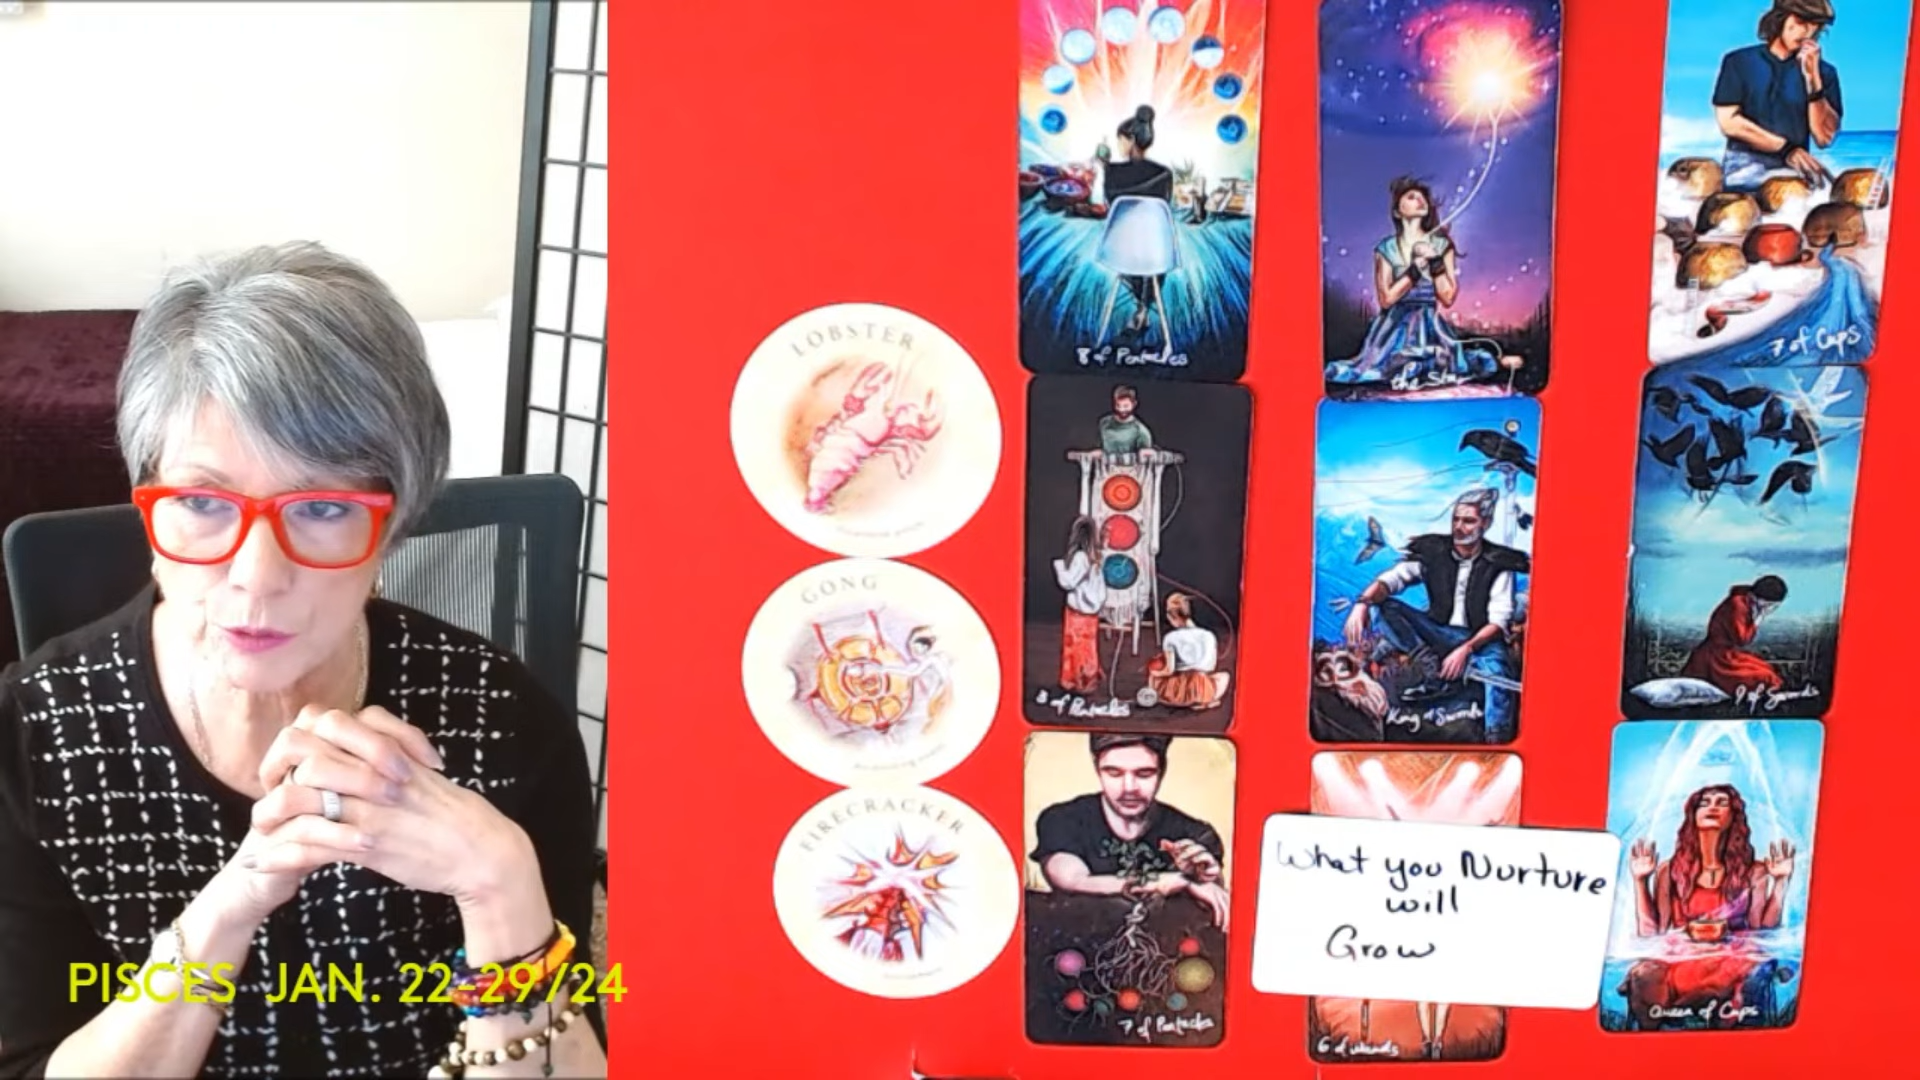 LOBSTER
GONG
FIRECRACKER
8 of Pentacles
3 of Pentacles
7 of Pentacls
the Star
King of Swords
What you Nurture
will
Grow
6 of wands
7 of Cups
9 of Swords
Queen of Cups
PISCES JAN. 22-29/24